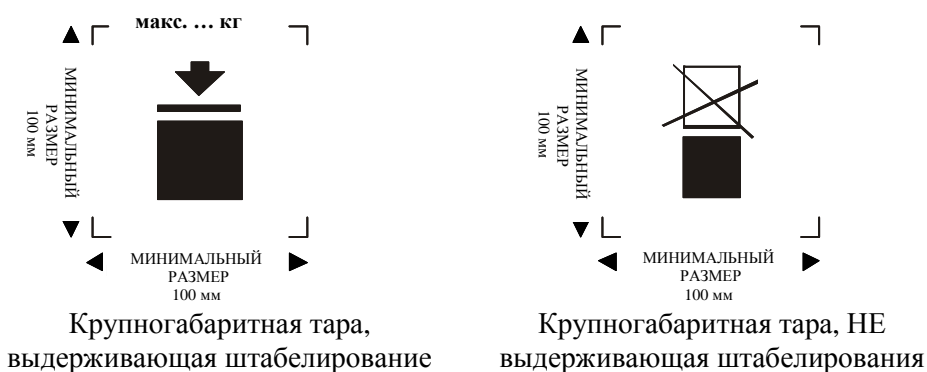 макс. … кг
МИНИМАЛЬНЫЙ
РАЗМЕР
100 мм
МИНИМАЛЬНЫЙ
РАЗМЕР
100 мм
Крупногабаритная тара,
выдерживающая штабелирование
МИНИМАЛЬНЫЙ
РАЗМЕР
100 мм
МИНИМАЛЬНЫЙ
РАЗМЕР
100 мм
Крупногабаритная тара, НЕ
выдерживающая штабелирования